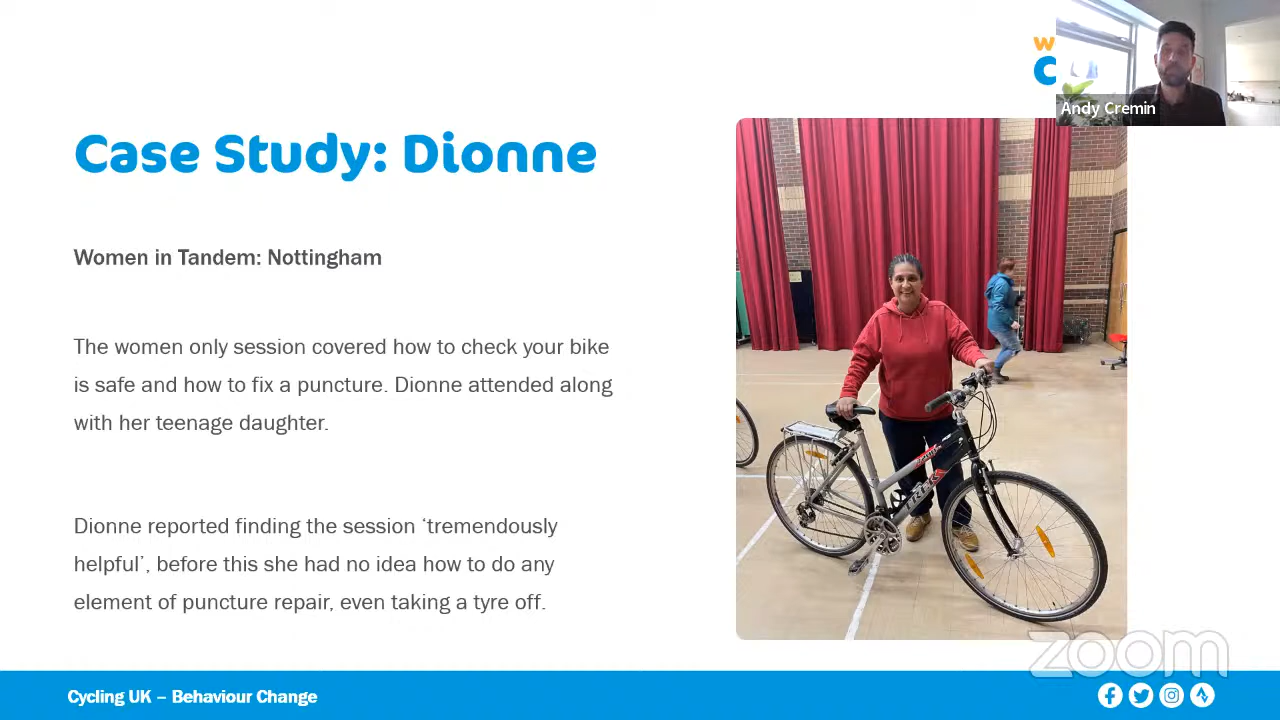 W
C
Andy Cremin
Case Study: Dionne
Women in Tandem: Nottingham
The women only session covered how to check your bike
is safe and how to fix a puncture. Dionne attended along
with her teenage daughter.
Dionne reported finding the session ‘tremendously
helpful’, before this she had no idea how to do any
element of puncture repair, even taking a tyre off.
TREK
zoom
Cycling UK – Behaviour Change